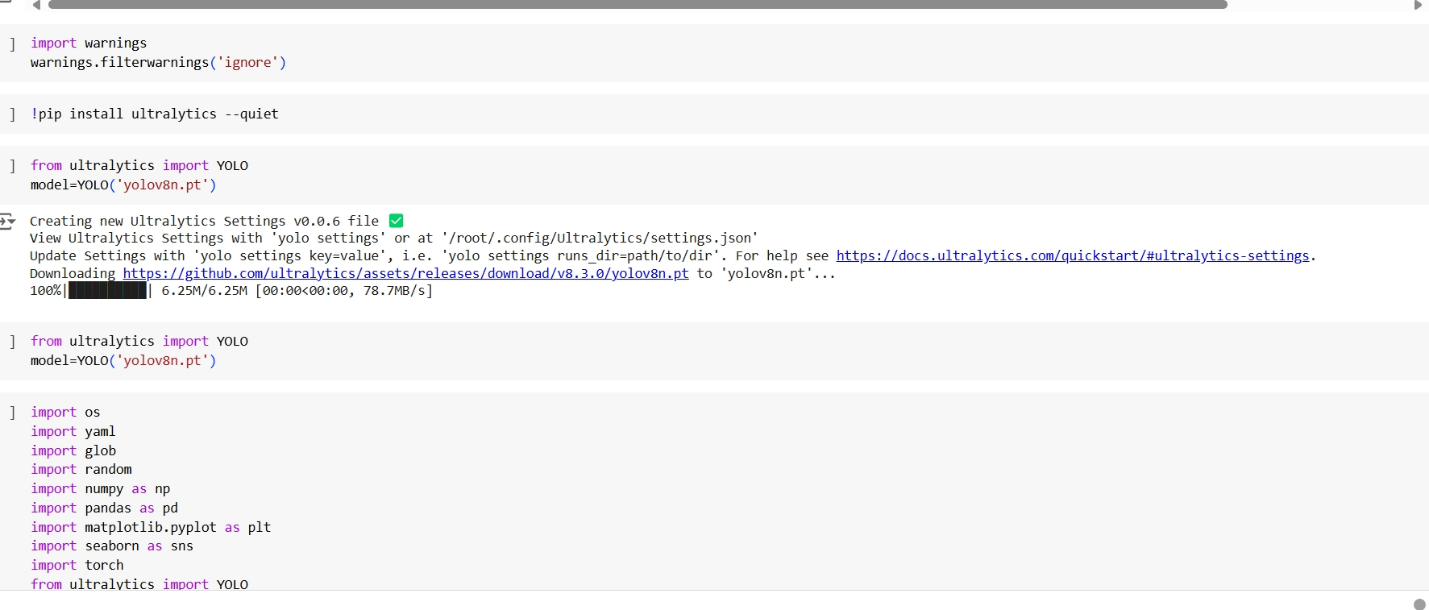 ] import warnings
warnings.filterwarnings('ignore')
] !pip install ultralytics --quiet
] from ultralytics import YOLO
model=YOLO('yolov8n.pt')
Creating new Ultralytics Settings v0.0.6 file ✅
View Ultralytics Settings with 'yolo settings' or at '/root/.config/Ultralytics/settings.json'
Update Settings with 'yolo settings key=value', i.e. 'yolo settings runs_dir=path/to/dir'. For help see https://docs.ultralytics.com/quickstart/#ultralytics-settings.
Downloading https://github.com/ultralytics/assets/releases/download/v8.3.0/yolov8n.pt to 'yolov8n.pt'...
100%|██████████| 6.25M/6.25M [00:00<00:00, 78.7MB/s]
] from ultralytics import YOLO
model=YOLO('yolov8n.pt')
] import os
import yaml
import glob
import random
import numpy as np
import pandas as pd
import matplotlib.pyplot as plt
import seaborn as sns
import torch
from ultralytics import YOLO